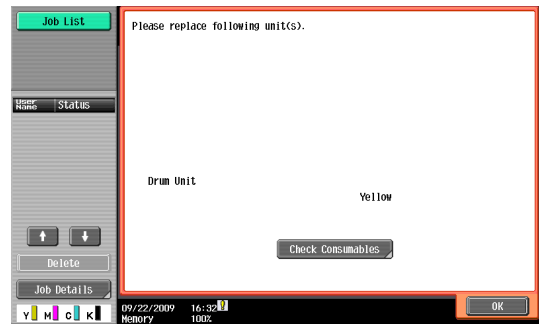 Job List
Please replace following unit(s).
User Name Status
Drum Unit
Yellow
Check Consumables
Delete
Job Details
Y M C K
09/22/2009 16:32
Memory 100%
OK